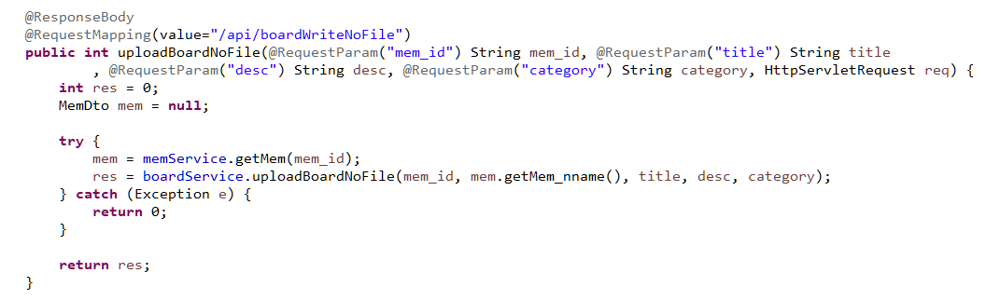 @ResponseBody
@RequestMapping(value="/api/boardWriteNoFile")
public int uploadBoardNoFile(@RequestParam("mem_id") String mem_id, @RequestParam("title") String title
        , @RequestParam("desc") String desc, @RequestParam("category") String category, HttpServletRequest req) {
    int res = 0;
    MemDto mem = null;

    try {
        mem = memService.getMem(mem_id);
        res = boardService.uploadBoardNoFile(mem_id, mem.getMem_nname(), title, desc, category);
    } catch (Exception e) {
        return 0;
    }

    return res;
}